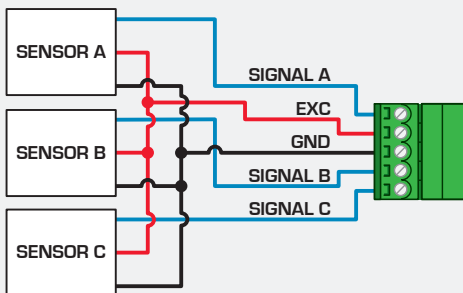 SENSOR A
SIGNAL A
EXC
SENSOR B
GND
SIGNAL B
SIGNAL C
SENSOR C